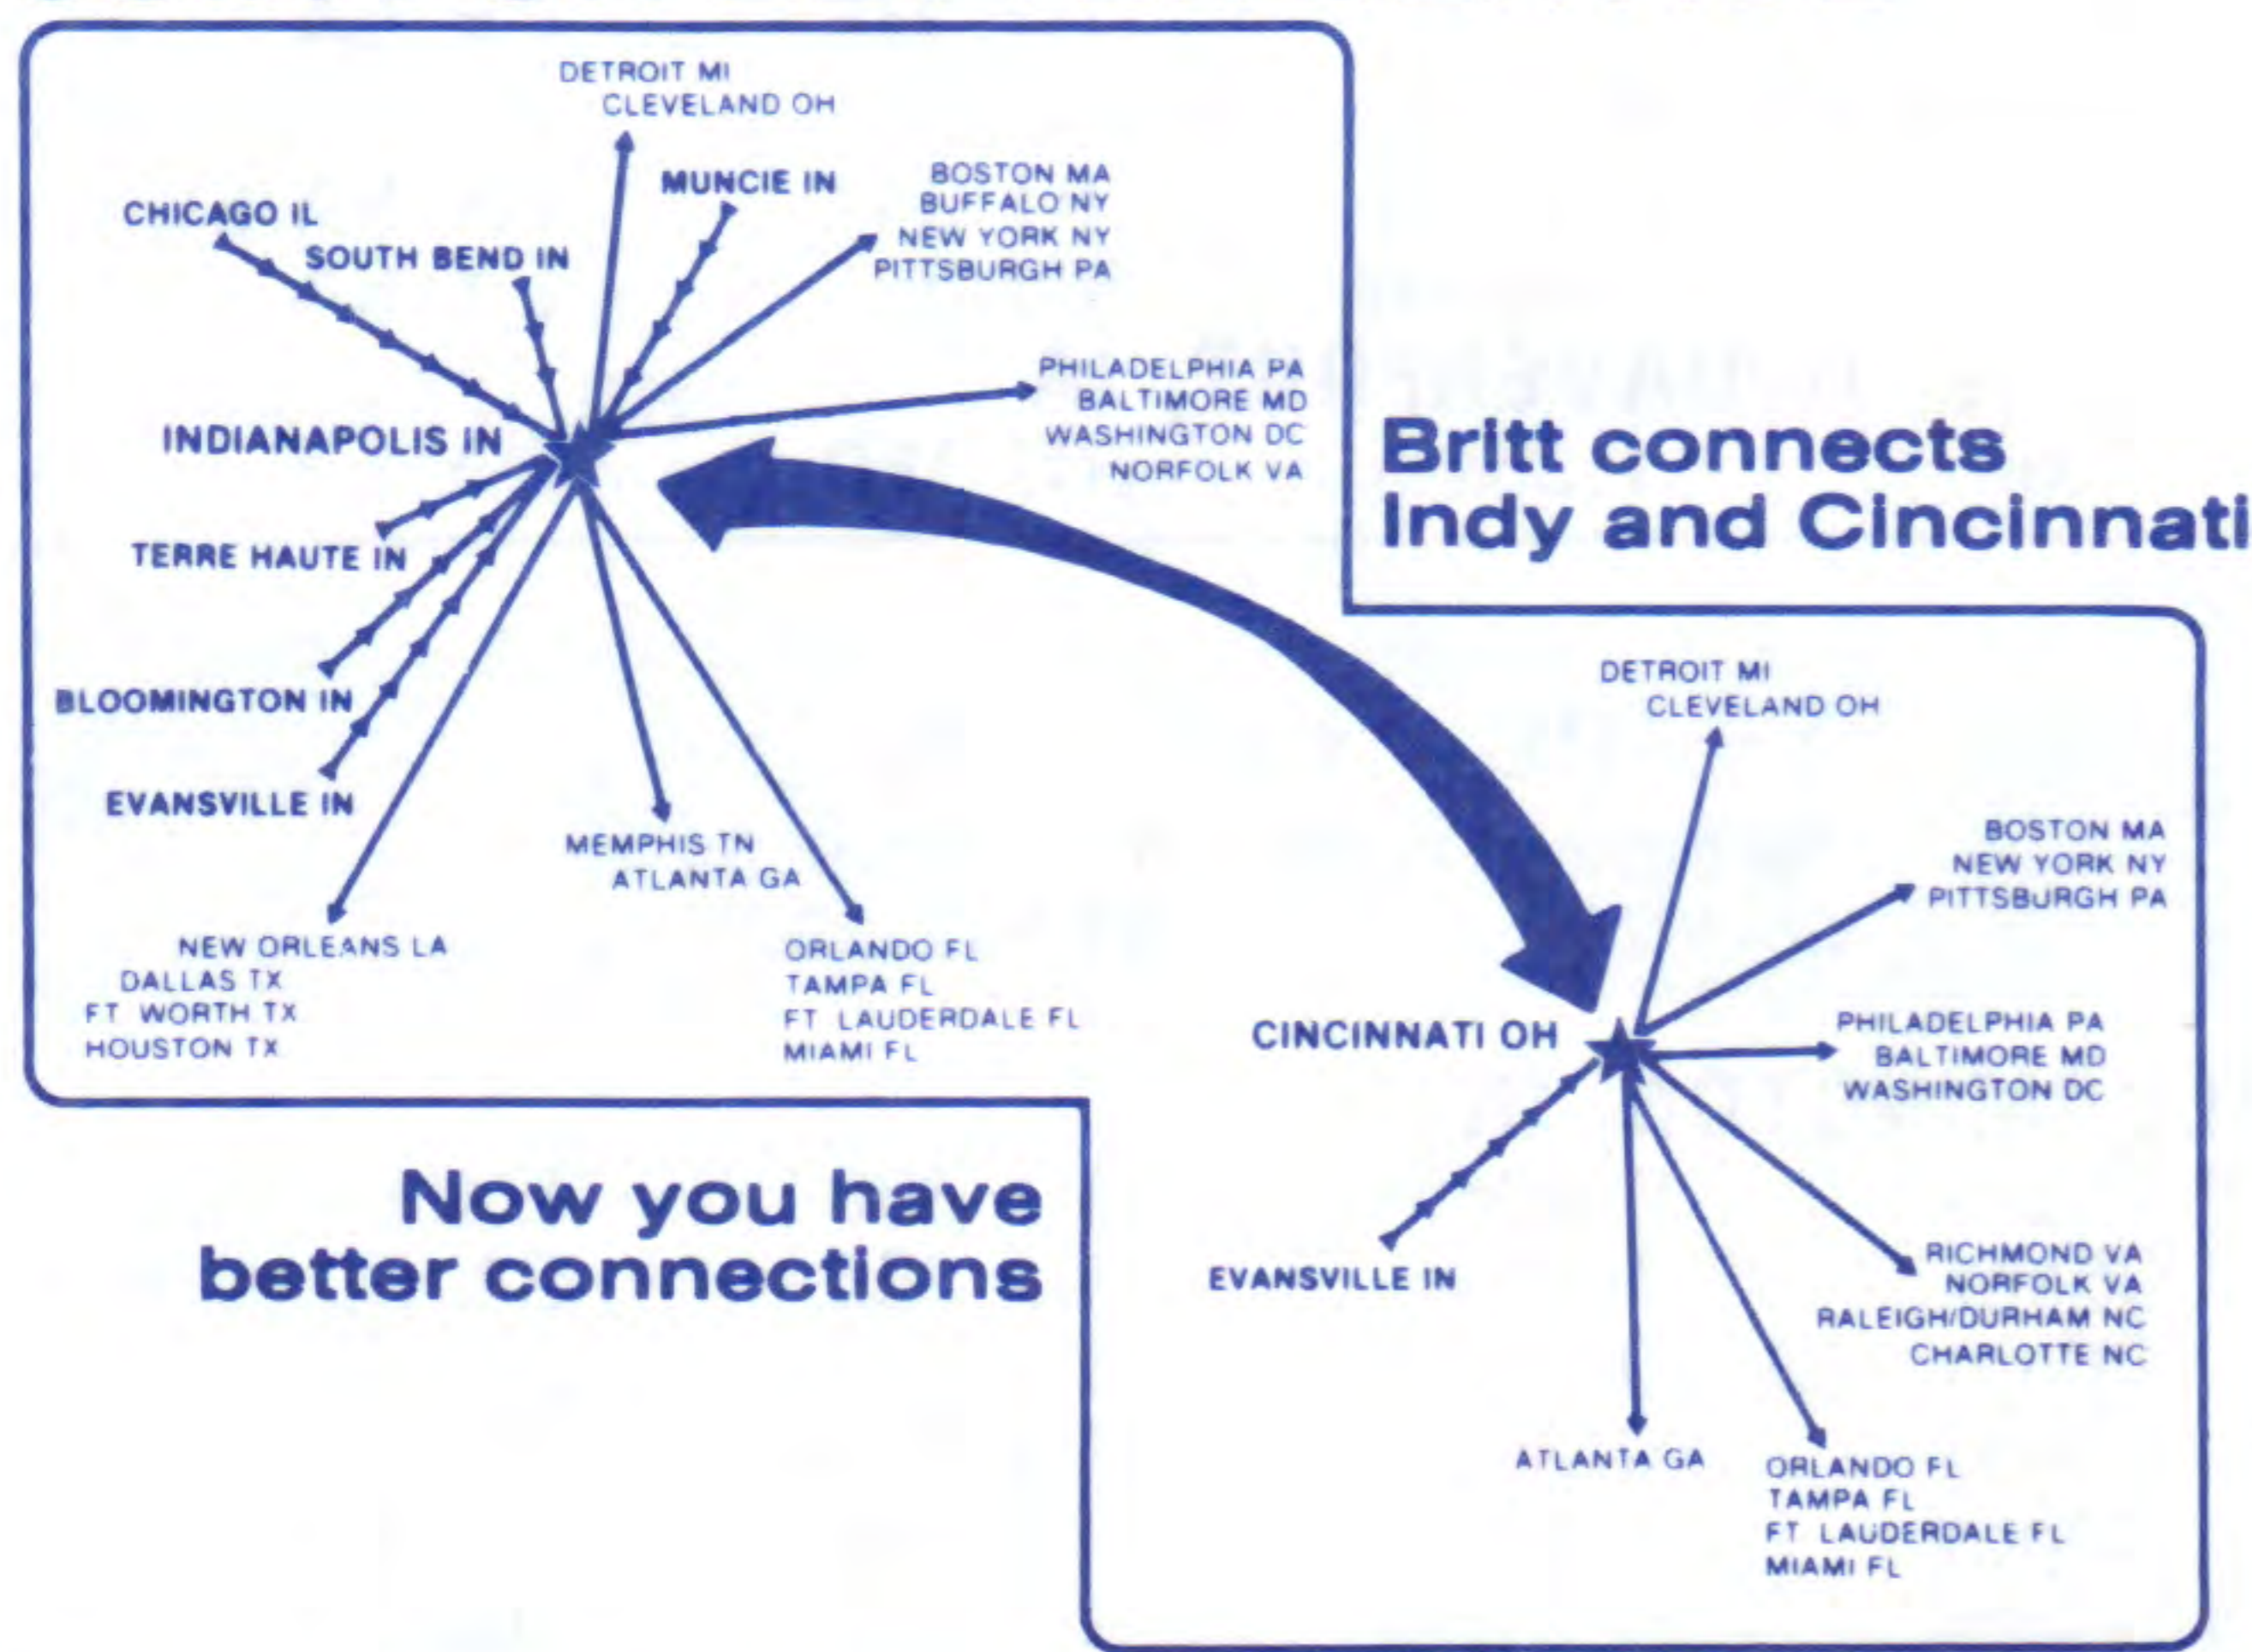 DETROIT MI
CLEVELAND OH
MUNCIE IN
BOSTON MA
BUFFALO NY
NEW YORK NY
PITTSBURGH PA
CHICAGO IL
SOUTH BEND IN
PHILADELPHIA PA
BALTIMORE MD
WASHINGTON DC
NORFOLK VA
INDIANAPOLIS IN
Britt connects
Indy and Cincinnati
TERRE HAUTE IN
BLOOMINGTON IN
EVANSVILLE IN
MEMPHIS TN
ATLANTA GA
NEW ORLEANS LA
DALLAS TX
FT WORTH TX
HOUSTON TX
ORLANDO FL
TAMPA FL
FT LAUDERDALE FL
MIAMI FL
DETROIT MI
CLEVELAND OH
BOSTON MA
NEW YORK NY
PITTSBURGH PA
CINCINNATI OH
PHILADELPHIA PA
BALTIMORE MD
WASHINGTON DC
Now you have
better connections
EVANSVILLE IN
RICHMOND VA
NORFOLK VA
RALEIGH/DURHAM NC
CHARLOTTE NC
ATLANTA GA
ORLANDO FL
TAMPA FL
FT LAUDERDALE FL
MIAMI FL